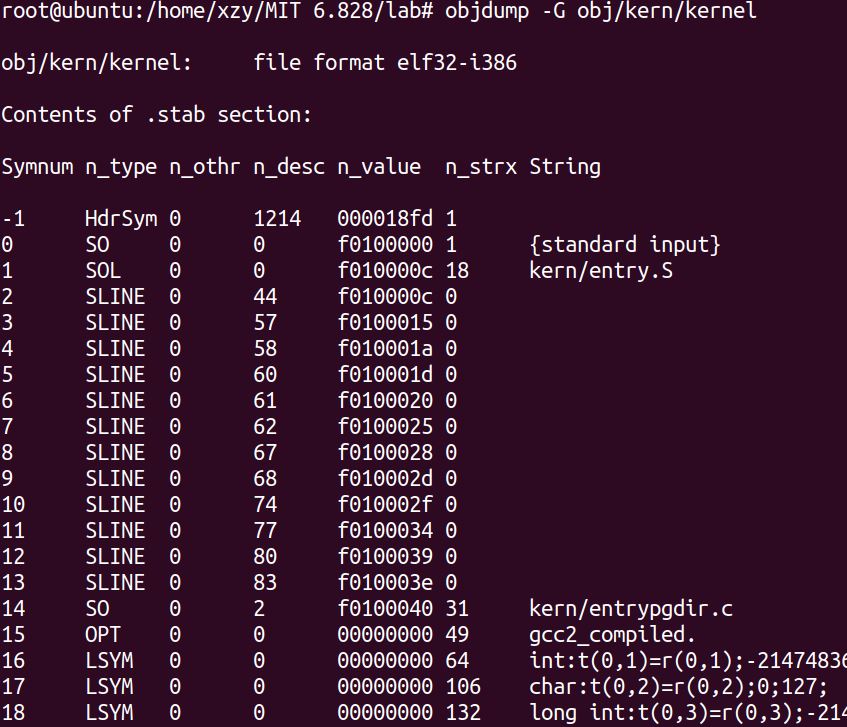 root@ubuntu:/home/xzy/MIT 6.828/lab# objdump -G obj/kern/kernel
obj/kern/kernel:     file format elf32-i386
Contents of .stab section:
Symnum n_type n_othr n_desc n_value  n_strx String
-1     HdrSym 0      1214   000018fd 1
0      SO     0      0      f0100000 1      {standard input}
1      SOL    0      0      f010000c 18     kern/entry.S
2      SLINE  0      44     f010000c 0
3      SLINE  0      57     f0100015 0
4      SLINE  0      58     f010001a 0
5      SLINE  0      60     f010001d 0
6      SLINE  0      61     f0100020 0
7      SLINE  0      62     f0100025 0
8      SLINE  0      67     f0100028 0
9      SLINE  0      68     f010002d 0
10     SLINE  0      74     f010002f 0
11     SLINE  0      77     f0100034 0
12     SLINE  0      80     f0100039 0
13     SLINE  0      83     f010003e 0
14     SO     0      2      f0100040 31     kern/entrypgdir.c
15     OPT    0      0      00000000 49     gcc2_compiled.
16     LSYM   0      0      00000000 64     int:t(0,1)=r(0,1);-2147483
17     LSYM   0      0      00000000 106    char:t(0,2)=r(0,2);0;127;
18     LSYM   0      0      00000000 132    long int:t(0,3)=r(0,3);-214